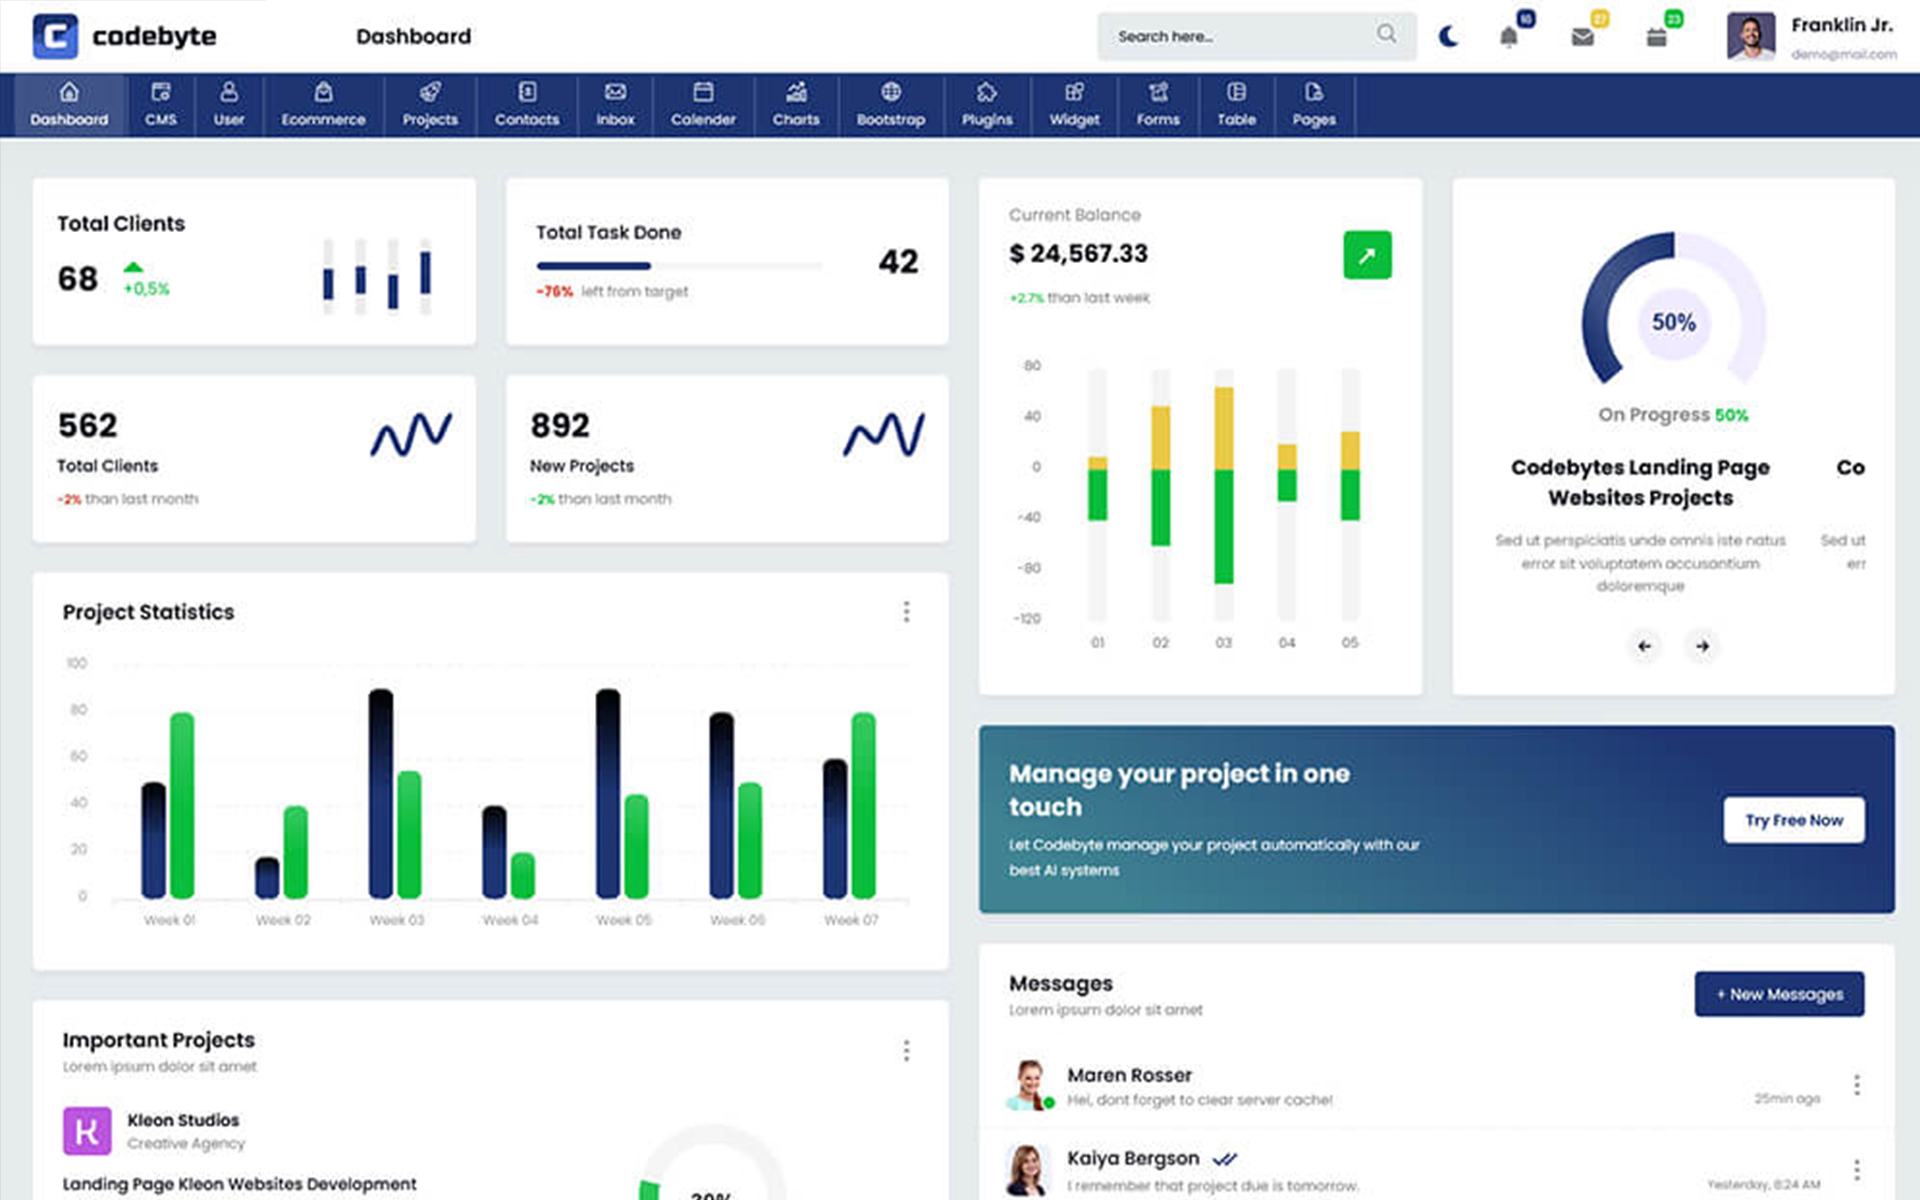 codebyte
Dashboard
Search here...
27
23
Franklin Jr.
demo@mail.com
Dashboard
CMS
User
Ecommerce
Projects
Contacts
Inbox
Calender
Charts
Bootstrap
Plugins
Widget
Forms
Table
Pages
Total Clients
68
+0,5%
Total Task Done
42
-76% left from target
562
Total Clients
-2% than last month
892
New Projects
-2% than last month
Current Balance
$ 24,567.33
+2.7% than last week
80
40
0
-40
-80
-120
01
02
03
04
05
50%
On Progress 50%
Codebytes Landing Page
Websites Projects
Sed ut perspiciatis unde omnis iste natus
error sit voluptatem accusantium
doloremque
Co
Sed ut
err
Project Statistics
100
80
60
40
20
0
Week 01
Week 02
Week 03
Week 04
Week 05
Week 06
Week 07
Manage your project in one
touch
Let Codebyte manage your project automatically with our
best AI systems
Try Free Now
Important Projects
Lorem ipsum dolor sit amet
K
Kleon Studios
Creative Agency
Landing Page Kleon Websites Development
Messages
Lorem ipsum dolor sit amet
+ New Messages
Maren Rosser
Hei, dont forget to clear server cache!
25min ago
Kaiya Bergson
I remember that project due is tomorrow.
Yesterday, 8:24 AM